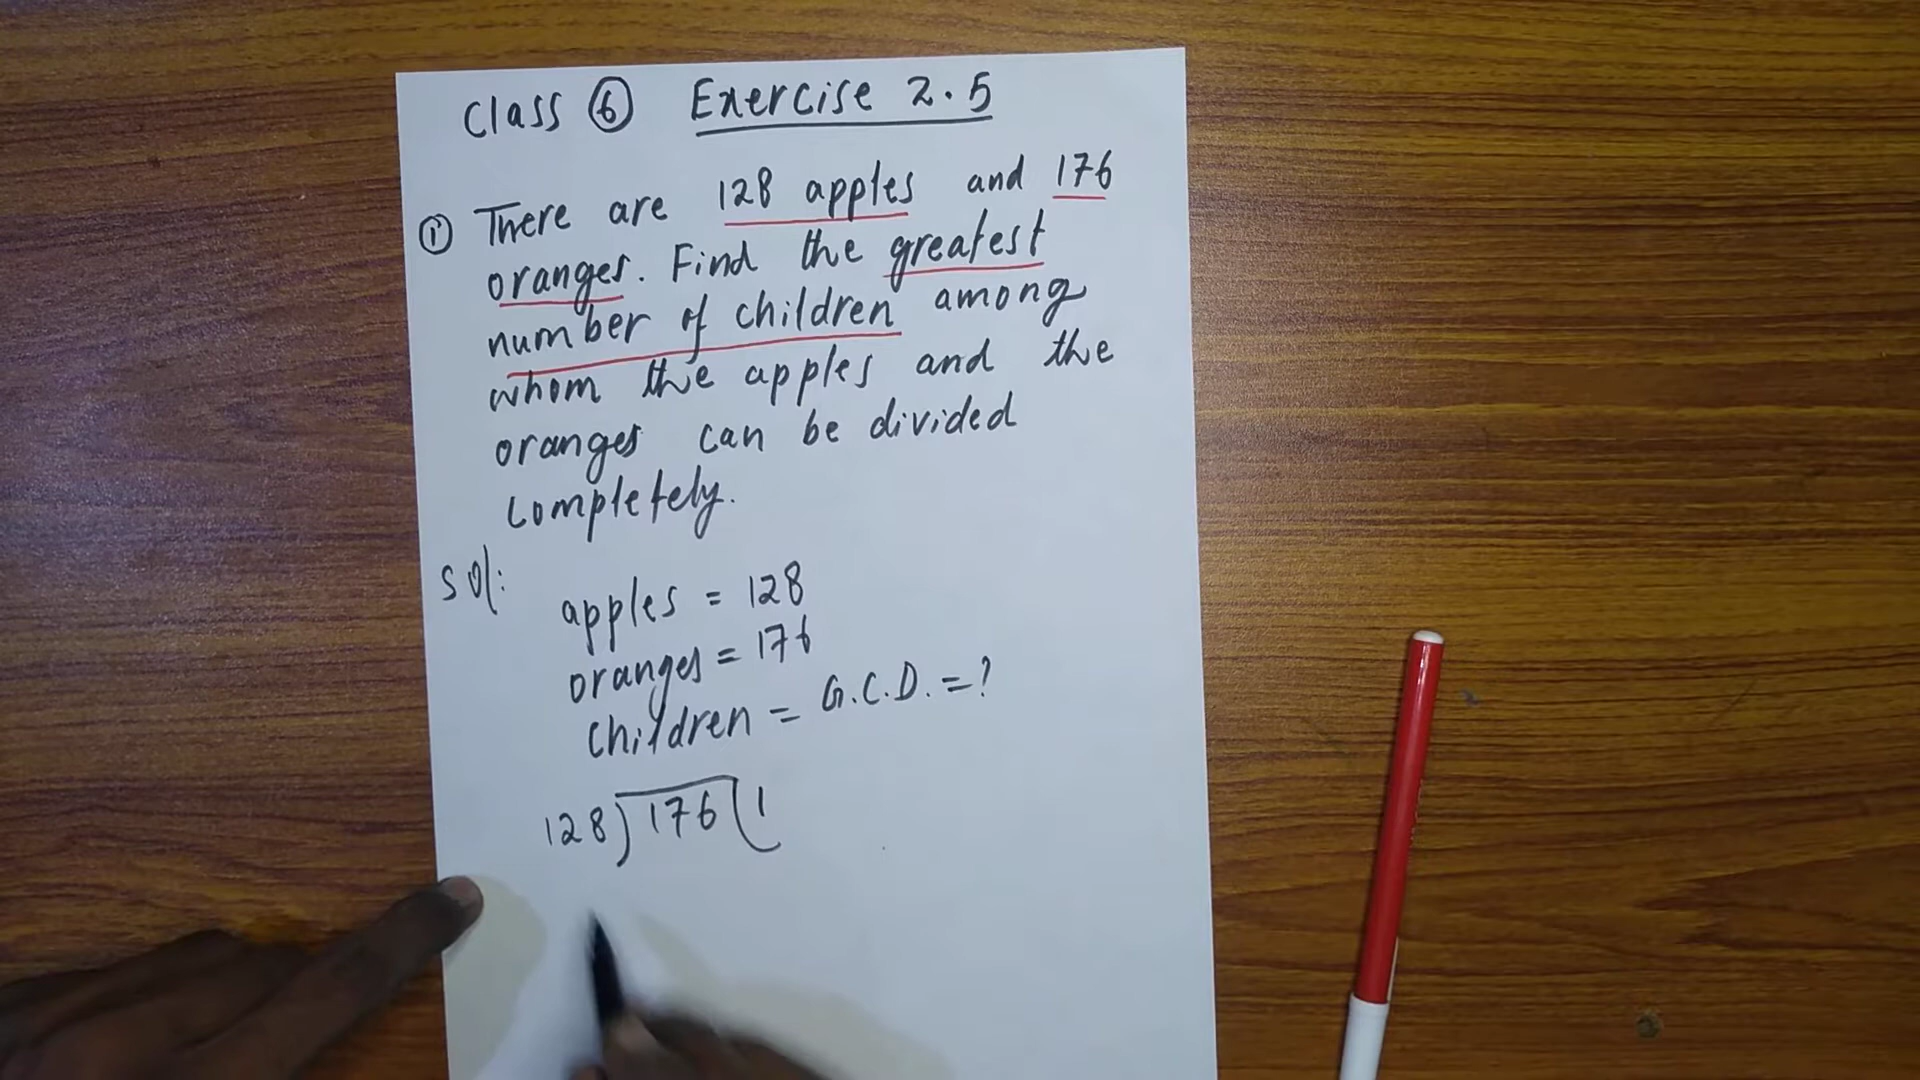 Class ⑥ Exercise 2.5
① There are 128 apples and 176
oranges. Find the greatest
number of children among
whom the apples and the
oranges can be divided
completely.
Sol:
apples = 128
oranges = 176
children = G.C.D. = ?
128) 176 (1